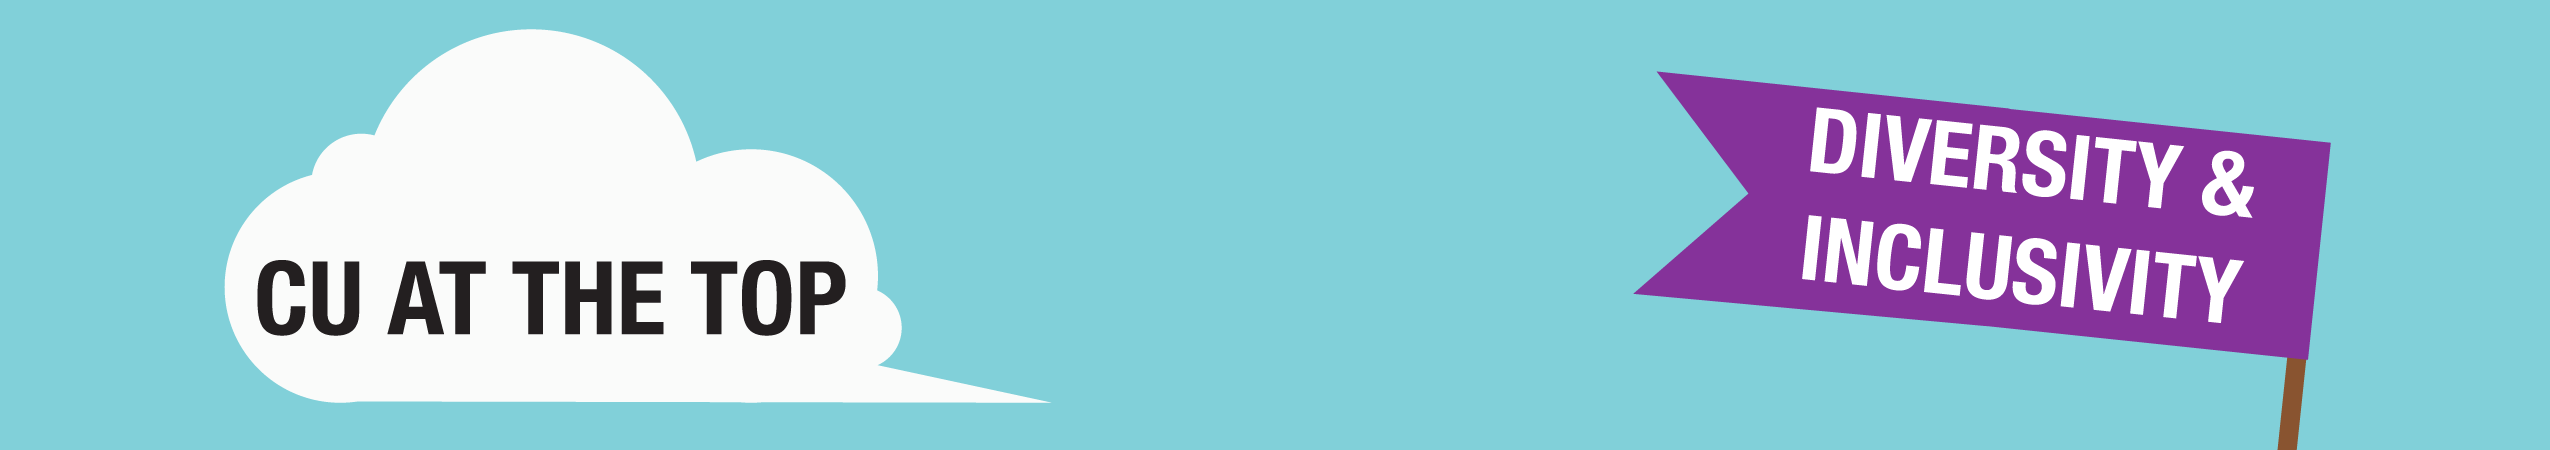 CU AT THE TOP
DIVERSITY &
INCLUSIVITY